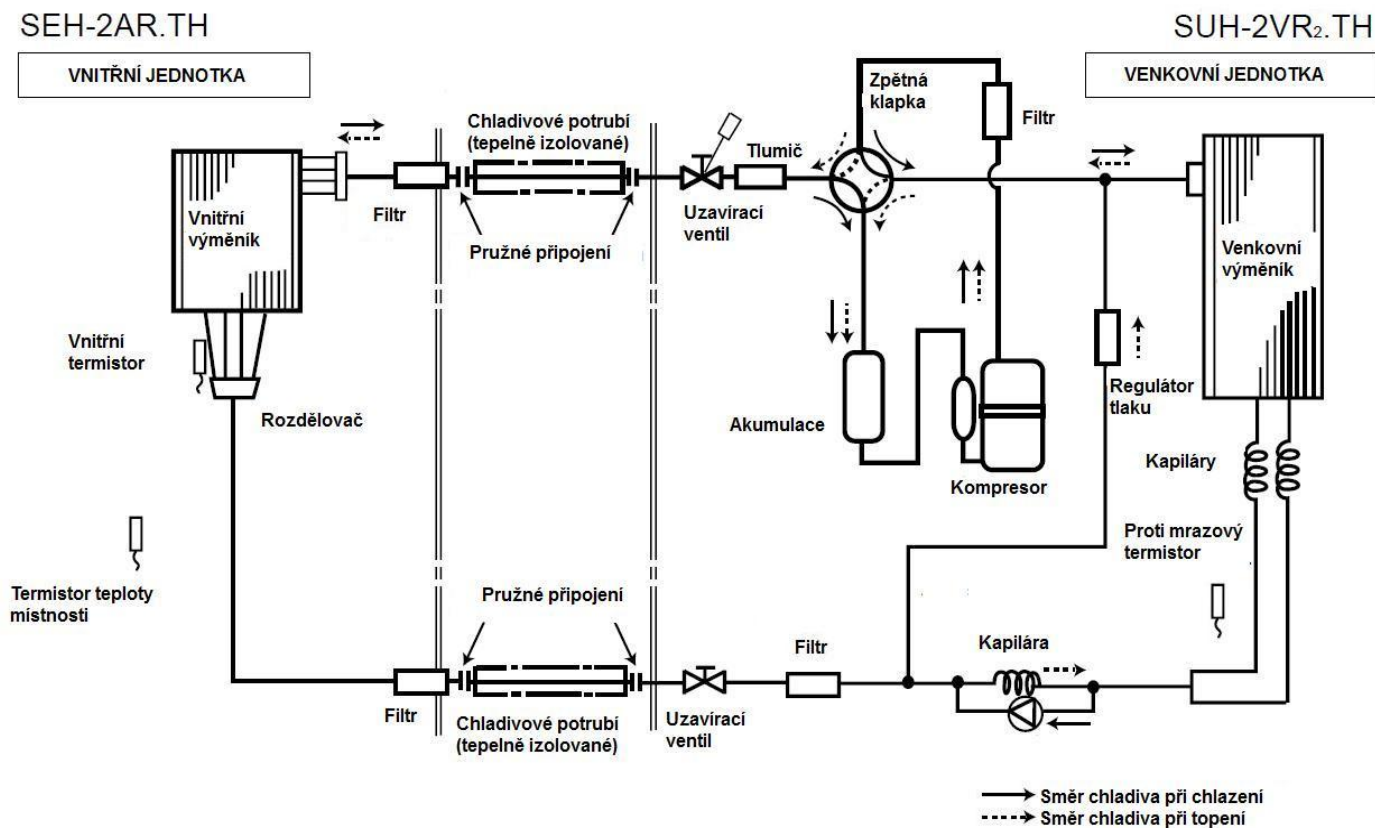 SEH-2AR.TH
SUH-2VR₂.TH
VNITŘNÍ JEDNOTKA
VENKOVNÍ JEDNOTKA
Zpětná
klapka
Filtr
Chladivové potrubí
(tepelně izolované)
Tlumič
Filtr
Uzavírací
ventil
Vnitřní
výměník
Pružné připojení
Venkovní
výměník
Vnitřní
termistor
Rozdělovač
Akumulace
Regulátor
tlaku
Kompresor
Kapiláry
Proti mrazový
termistor
Termistor teploty
místnosti
Pružné připojení
Filtr
Kapilára
Filtr
Chladivové potrubí
(tepelně izolované)
Uzavírací
ventil
Směr chladiva při chlazení
Směr chladiva při topení